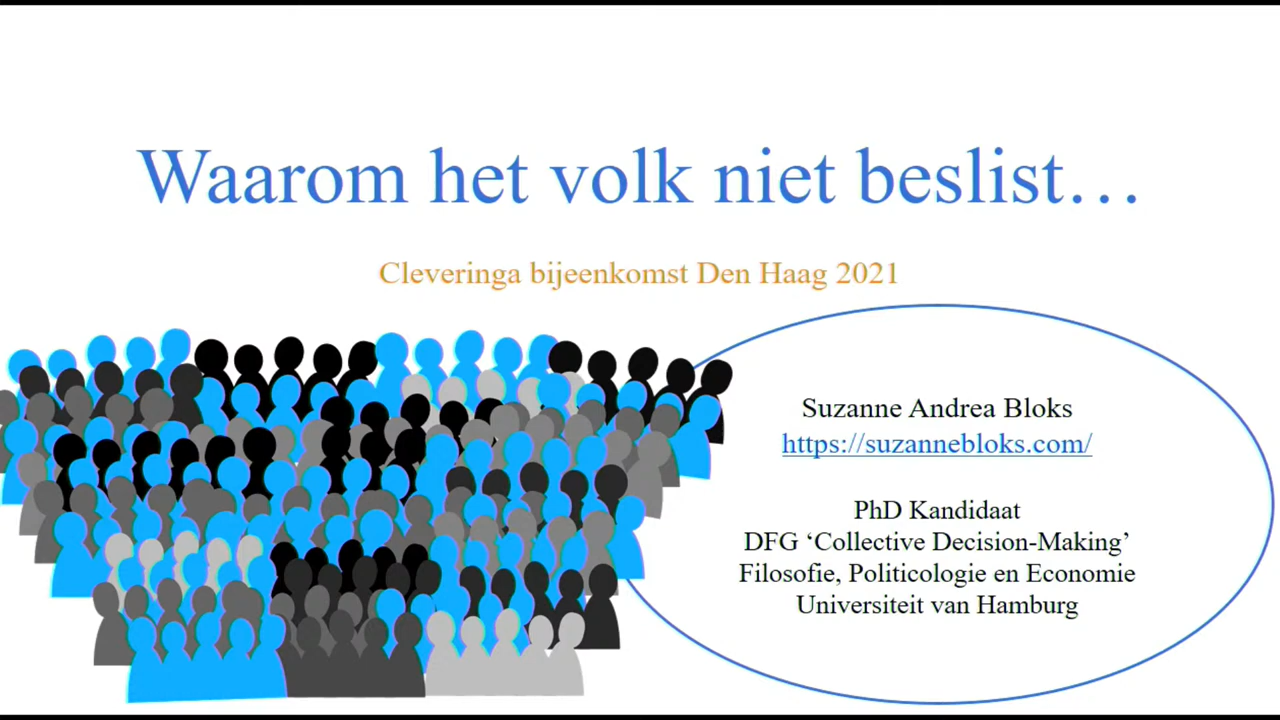 Waarom het volk niet beslist…
Cleveringa bijeenkomst Den Haag 2021
Suzanne Andrea Bloks
https://suzannebloks.com/
PhD Kandidaat
DFG ‘Collective Decision-Making’
Filosofie, Politicologie en Economie
Universiteit van Hamburg